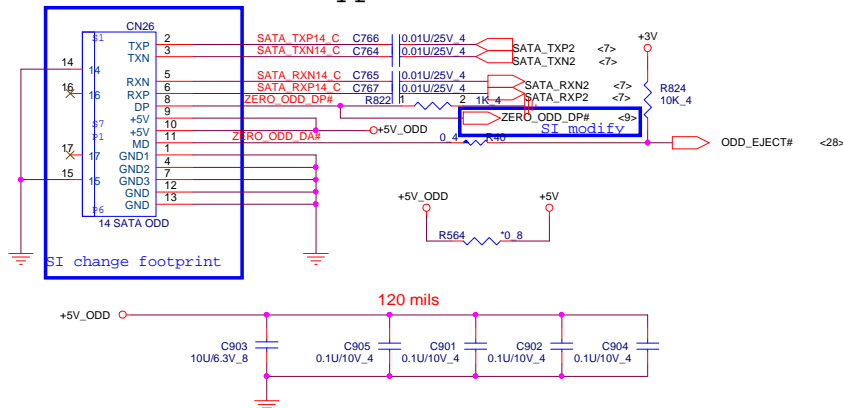 CN26
S1
TXP 2 SATA_TXP14_C C766 0.01U/25V_4 SATA_TXP2 <7>
TXN 3 SATA_TXN14_C C764 0.01U/25V_4 SATA_TXN2 <7>
+3V
14 14
RXN 5 SATA_RXN14_C C765 0.01U/25V_4 SATA_RXN2 <7>
16 16
RXP 6 SATA_RXP14_C C767 0.01U/25V_4 SATA_RXP2 <7>
R824
10K_4
DP 8 ZERO_ODD_DP# R822 1 2 1K_4
+5V 9
ZERO_ODD_DP# <9>
SI modify
S7
+5V 10 +5V_ODD
P1
MD 11 ZERO_ODD_DA# 0_4 R40
ODD_EJECT# <28>
17 17
GND1 1
GND2 4
15 15
GND3 7
GND 12
GND 13
P6
14 SATA ODD
SI change footprint
+5V_ODD +5V
R564 *0_8
120 mils
+5V_ODD
C903
10U/6.3V_8
C905
0.1U/10V_4
C901
0.1U/10V_4
C902
0.1U/10V_4
C904
0.1U/10V_4